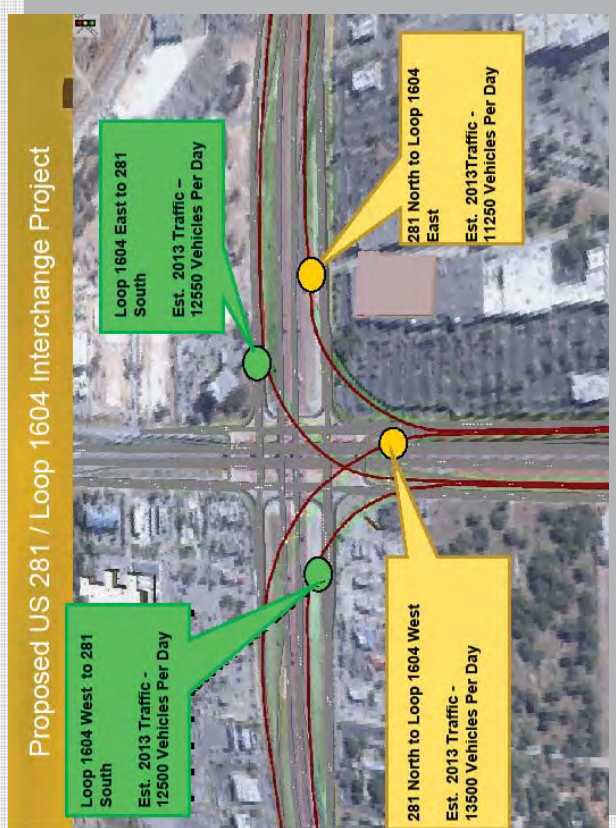 Proposed US 281 / Loop 1604 Interchange Project
Loop 1604 West to 281
South
Est. 2013 Traffic -
12500 Vehicles Per Day
Loop 1604 East to 281
South
Est. 2013 Traffic –
12550 Vehicles Per Day
281 North to Loop 1604 West
Est. 2013 Traffic -
13500 Vehicles Per Day
281 North to Loop 1604
East
Est. 2013Traffic -
11250 Vehicles Per Day